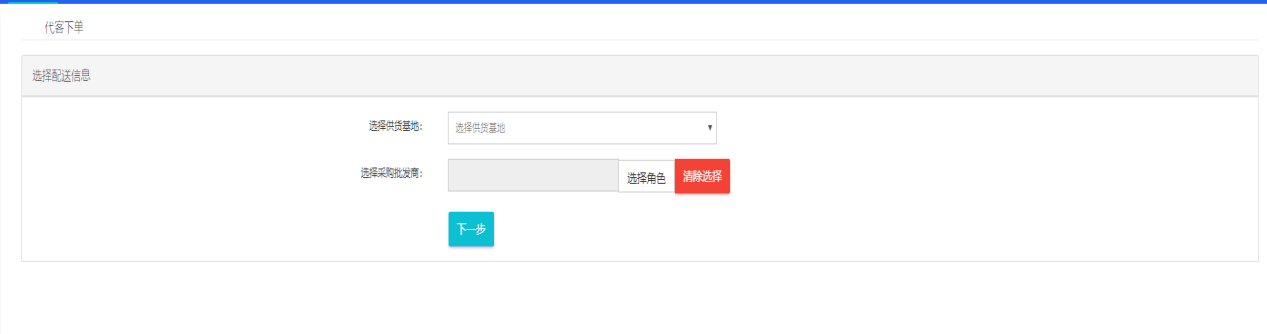 代客下单
选择配送信息
选择供货基地：
选择供货基地
选择采购批发商：
选择角色
清除选择
下一步